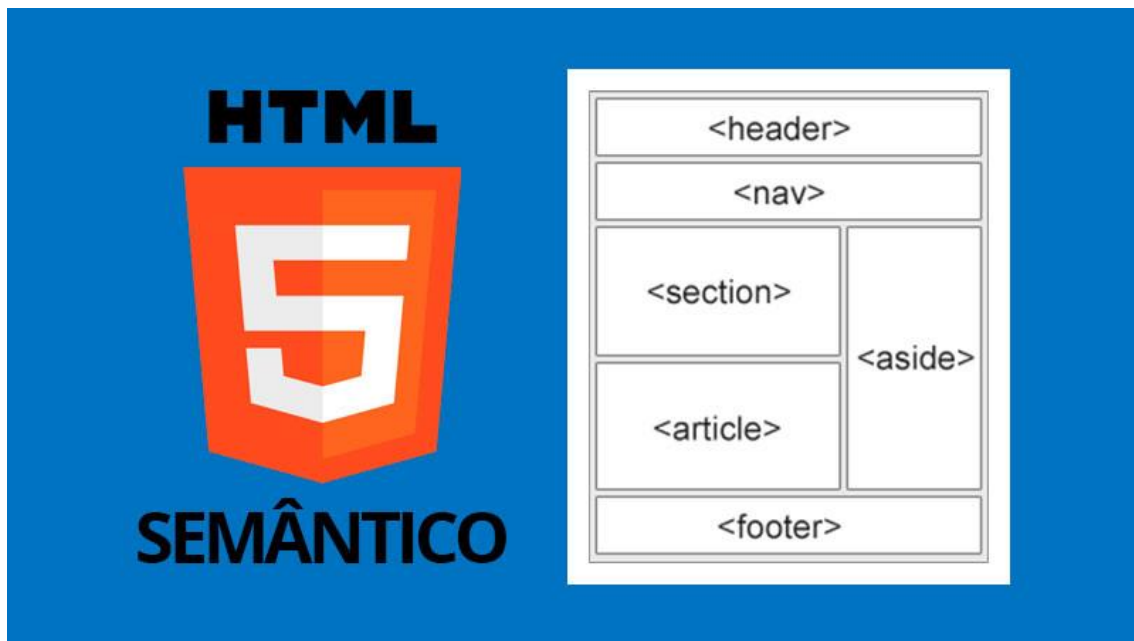 HTML
5
SEMÂNTICO
<header>
<nav>
<section>
<aside>
<article>
<footer>